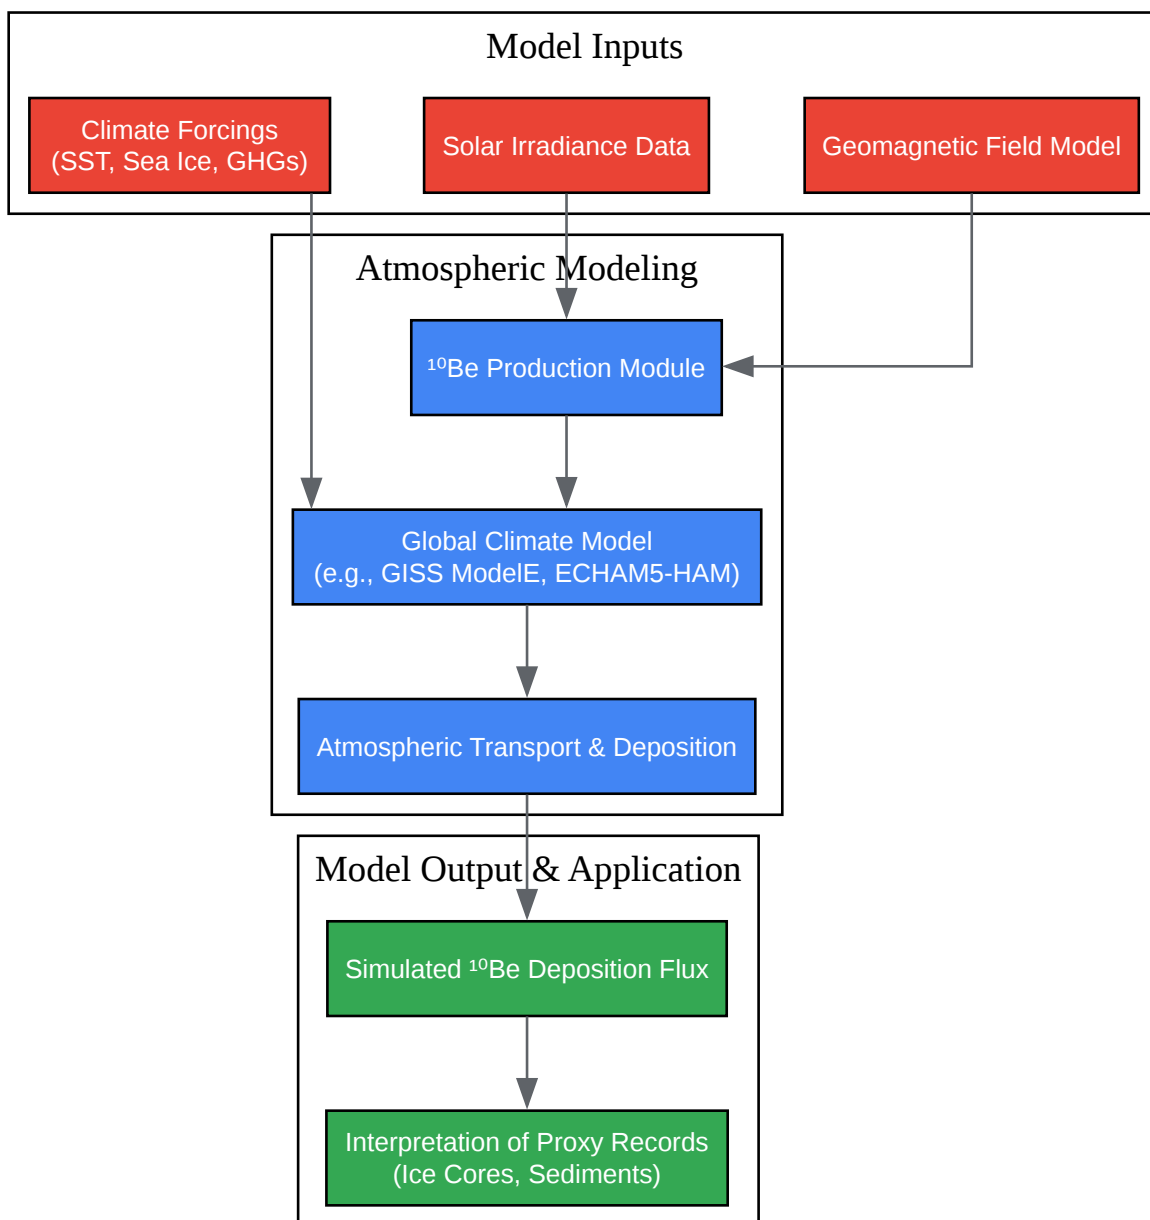 Model Inputs
Climate Forcings
(SST, Sea Ice, GHGs)
Solar Irradiance Data
Geomagnetic Field Model
Atmospheric Modeling
¹⁰Be Production Module
Global Climate Model
(e.g., GISS ModelE, ECHAM5-HAM)
Atmospheric Transport & Deposition
Model Output & Application
Simulated ¹⁰Be Deposition Flux
Interpretation of Proxy Records
(Ice Cores, Sediments)